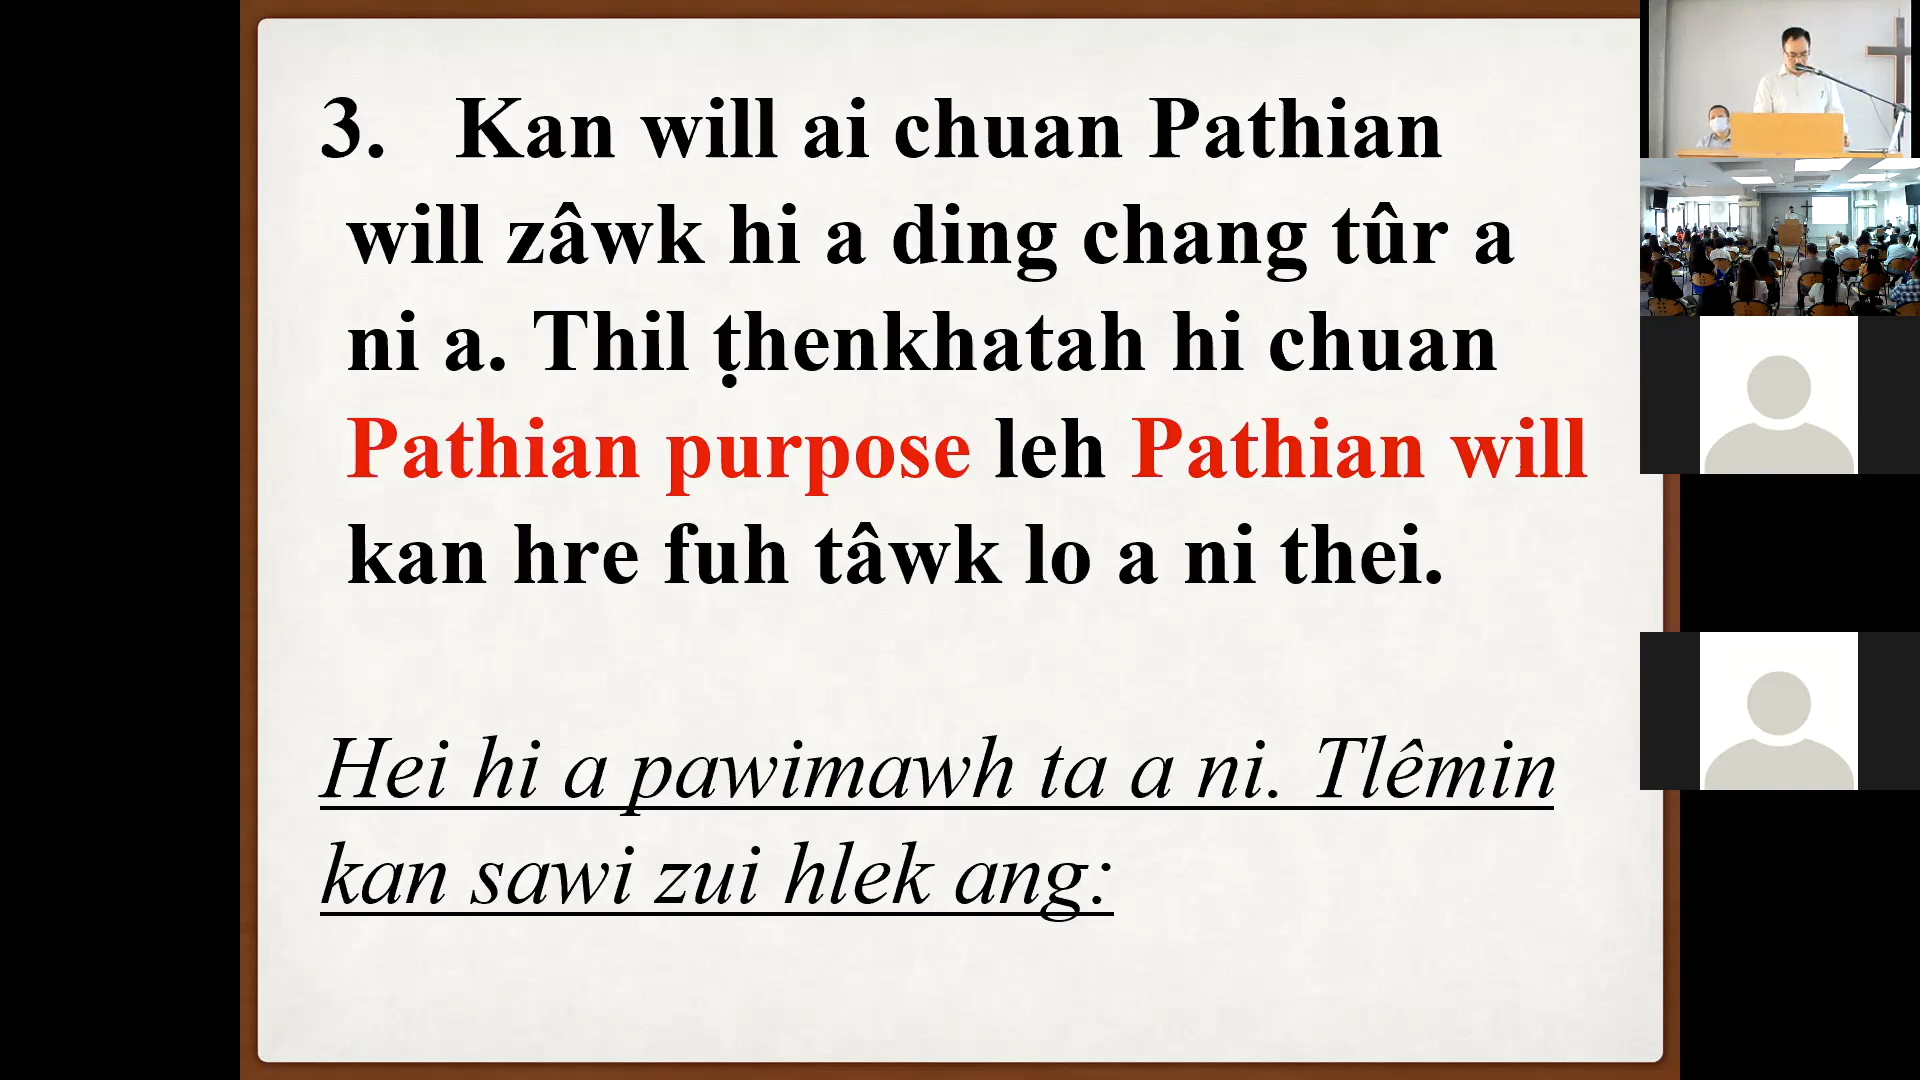 3. Kan will ai chuan Pathian
will zâwk hi a ding chang tûr a
ni a. Thil ṭhenkhatah hi chuan
Pathian purpose leh Pathian will
kan hre fuh tâwk lo a ni thei.
Hei hi a pawimawh ta a ni. Tlêmin
kan sawi zui hlek ang: